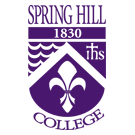 SPRING HILL
1830
ihs
COLLEGE